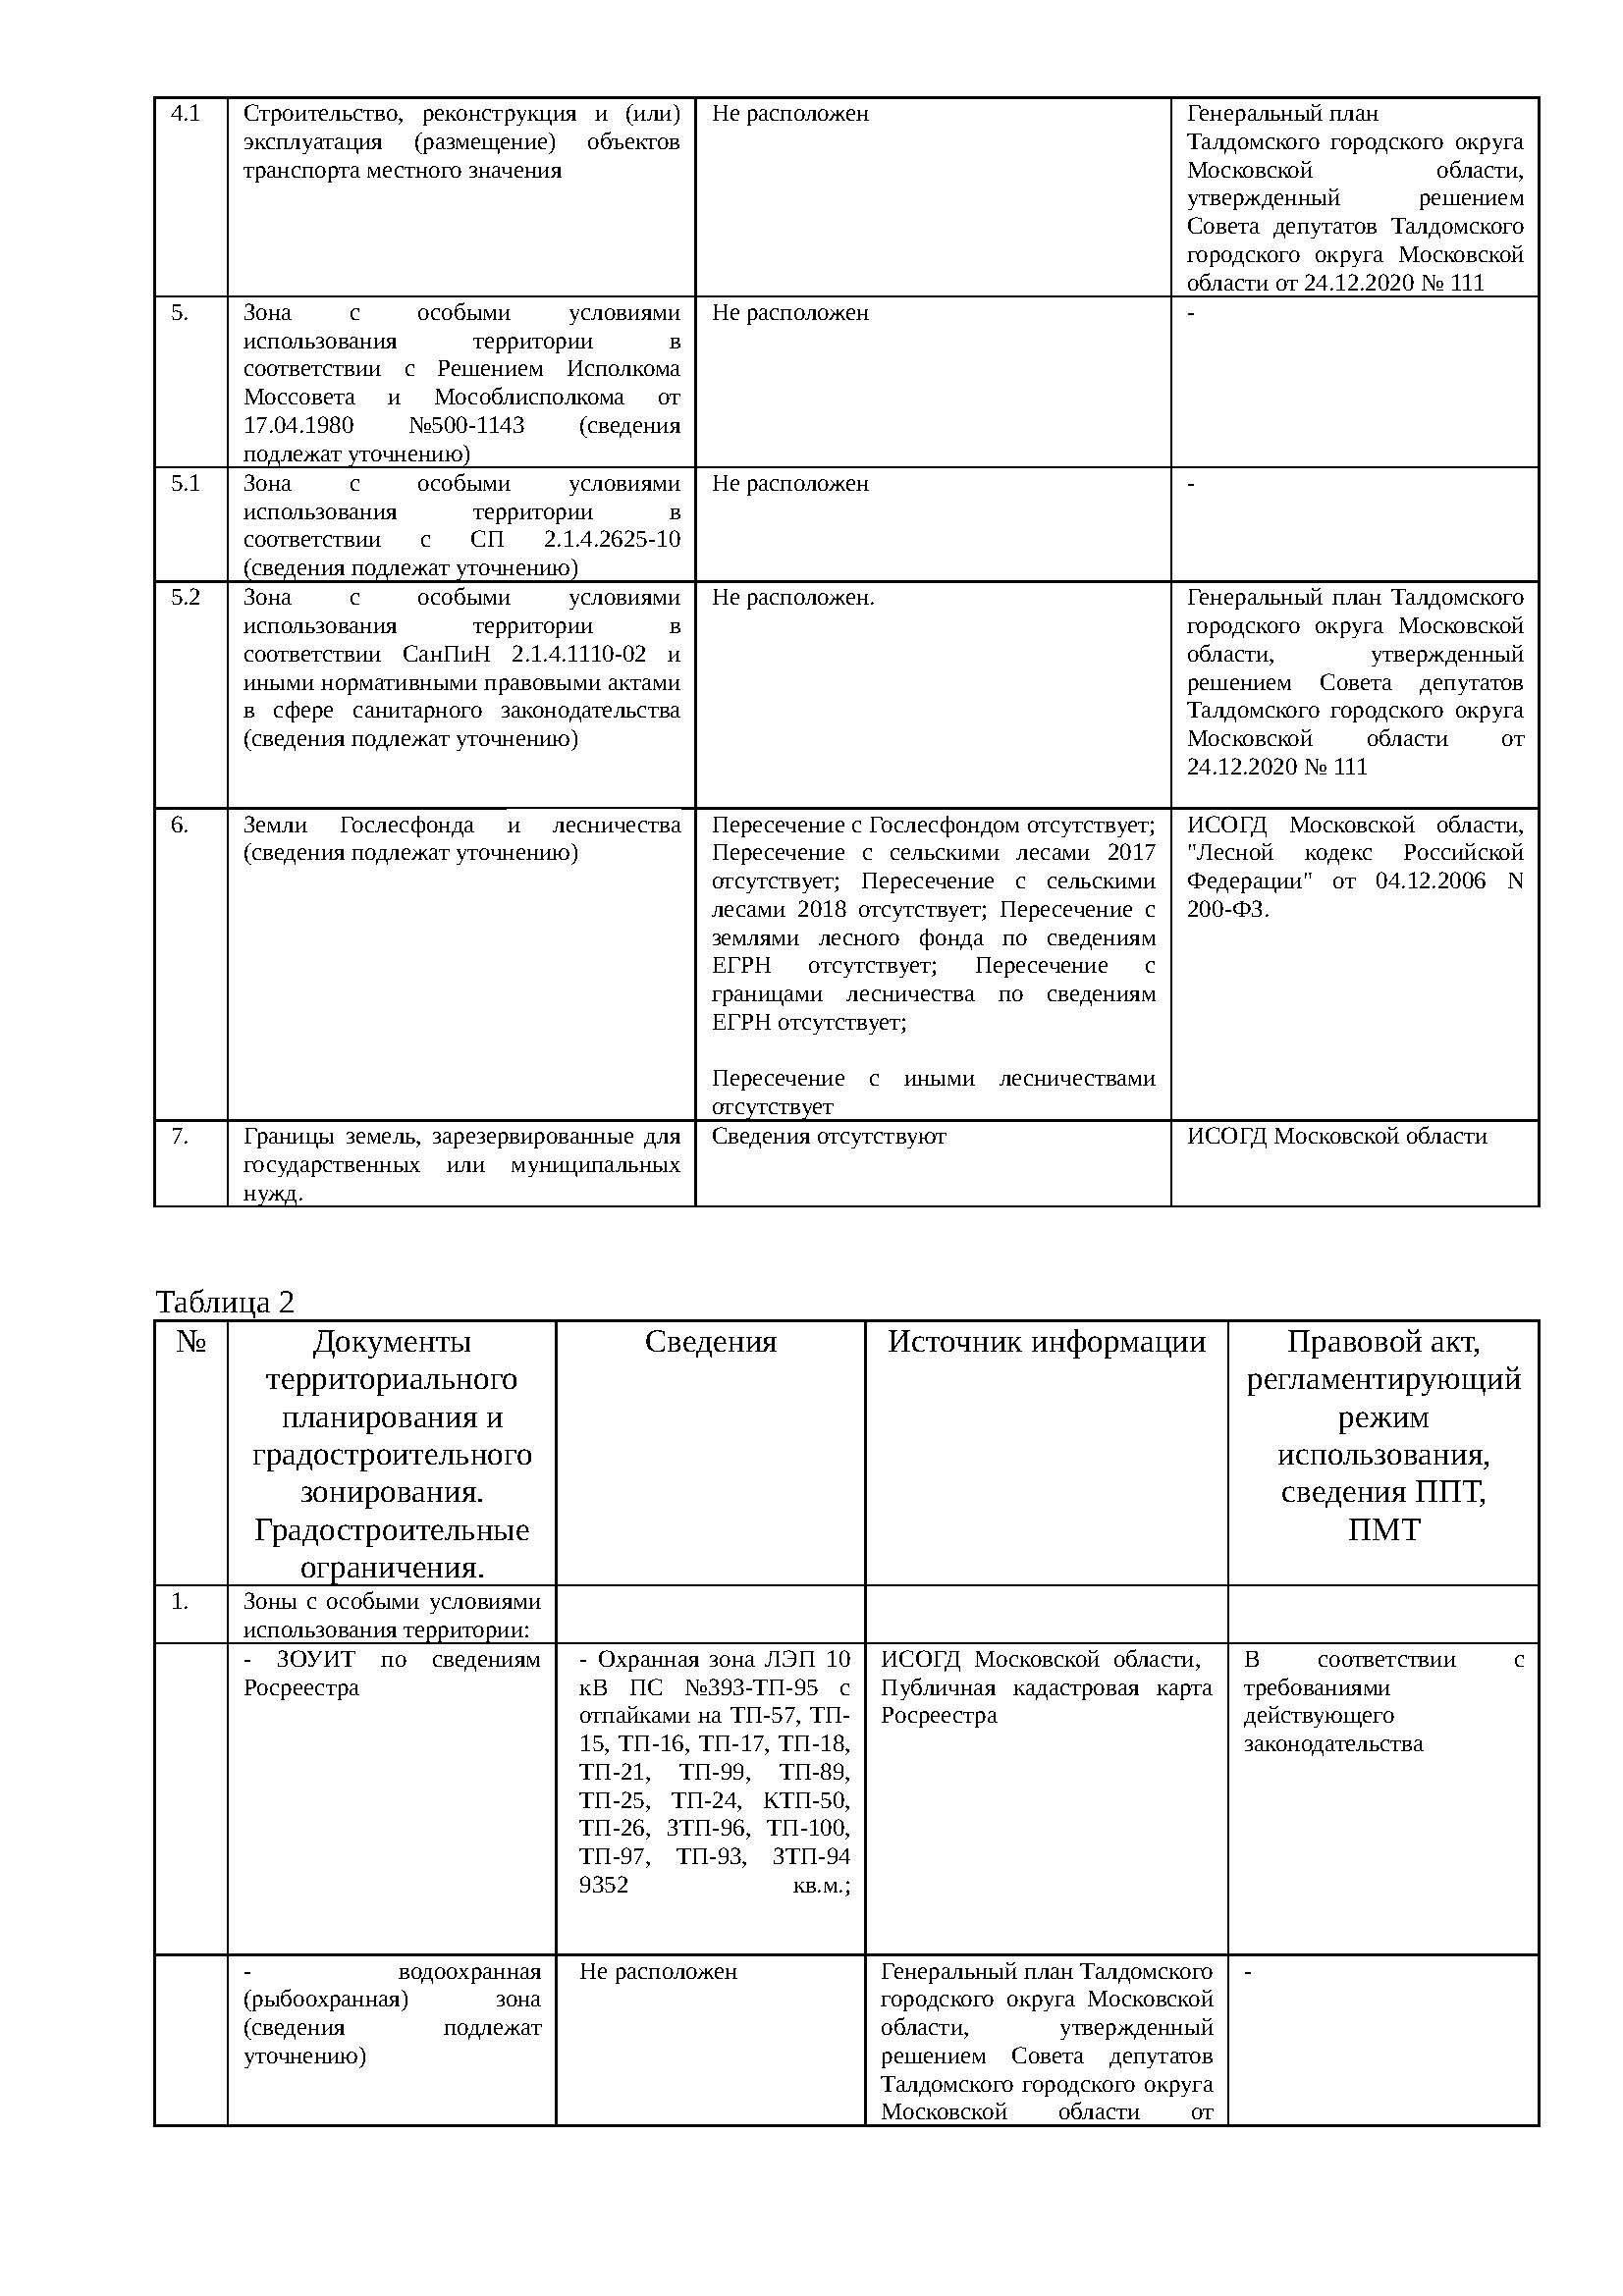 4.1
Строительство, реконструкция и (или)
эксплуатация (размещение) объектов
транспорта местного значения
Не расположен
Генеральный план
Талдомского городского округа
Московской области,
утвержденный решением
Совета депутатов Талдомского
городского округа Московской
области от 24.12.2020 № 111
5.
Зона с особыми условиями
использования территории в
соответствии с Решением Исполкома
Моссовета и Мособлисполкома от
17.04.1980 №500-1143 (сведения
подлежат уточнению)
Не расположен
-
5.1
Зона с особыми условиями
использования территории в
соответствии с СП 2.1.4.2625-10
(сведения подлежат уточнению)
Не расположен
-
5.2
Зона с особыми условиями
использования территории в
соответствии СанПиН 2.1.4.1110-02 и
иными нормативными правовыми актами
в сфере санитарного законодательства
(сведения подлежат уточнению)
Не расположен.
Генеральный план Талдомского
городского округа Московской
области, утвержденный
решением Совета депутатов
Талдомского городского округа
Московской области от
24.12.2020 № 111
6.
Земли Гослесфонда и лесничества
(сведения подлежат уточнению)
Пересечение с Гослесфондом отсутствует;
Пересечение с сельскими лесами 2017
отсутствует; Пересечение с сельскими
лесами 2018 отсутствует; Пересечение с
землями лесного фонда по сведениям
ЕГРН отсутствует; Пересечение с
границами лесничества по сведениям
ЕГРН отсутствует;
Пересечение с иными лесничествами
отсутствует
ИСОГД Московской области,
"Лесной кодекс Российской
Федерации" от 04.12.2006 N
200-ФЗ.
7.
Границы земель, зарезервированные для
государственных или муниципальных
нужд.
Сведения отсутствуют
ИСОГД Московской области
Таблица 2
№
Документы
территориального
планирования и
градостроительного
зонирования.
Градостроительные
ограничения.
Сведения
Источник информации
Правовой акт,
регламентирующий
режим
использования,
сведения ППТ,
ПМТ
1.
Зоны с особыми условиями
использования территории:
- ЗОУИТ по сведениям
Росреестра
- Охранная зона ЛЭП 10
кВ ПС №393-ТП-95 с
отпайками на ТП-57, ТП-
15, ТП-16, ТП-17, ТП-18,
ТП-21, ТП-99, ТП-89,
ТП-25, ТП-24, КТП-50,
ТП-26, ЗТП-96, ТП-100,
ТП-97, ТП-93, ЗТП-94
9352 кв.м.;
ИСОГД Московской области,
Публичная кадастровая карта
Росреестра
В соответствии с
требованиями
действующего
законодательства
- водоохранная
(рыбоохранная) зона
(сведения подлежат
уточнению)
Не расположен
Генеральный план Талдомского
городского округа Московской
области, утвержденный
решением Совета депутатов
Талдомского городского округа
Московской области от
-